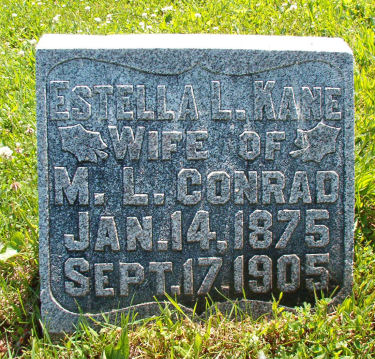 ESTELLA L. KANE
WIFE OF
M. L. CONRAD
JAN. 14. 1875
SEPT. 17. 1905